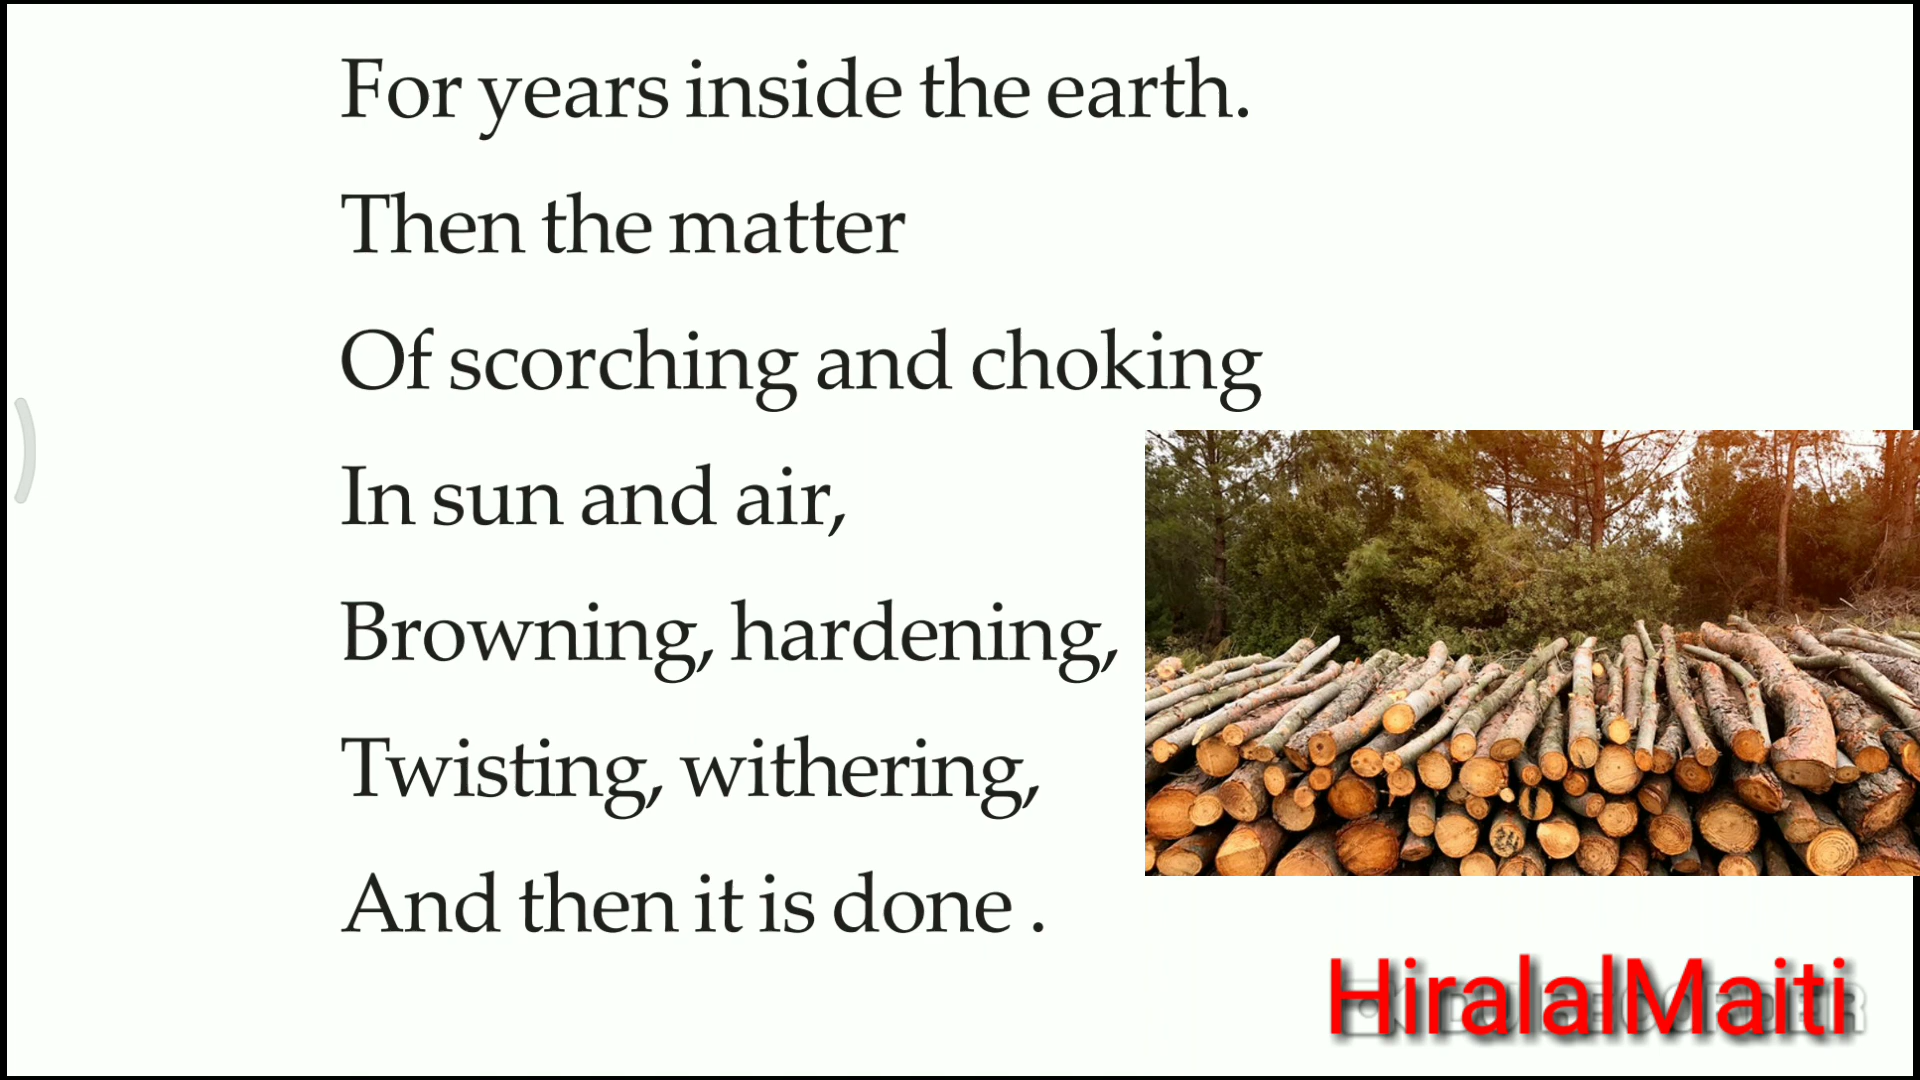 For years inside the earth.
Then the matter
Of scorching and choking
In sun and air,
Browning, hardening,
Twisting, withering,
And then it is done .
HiralalMaiti